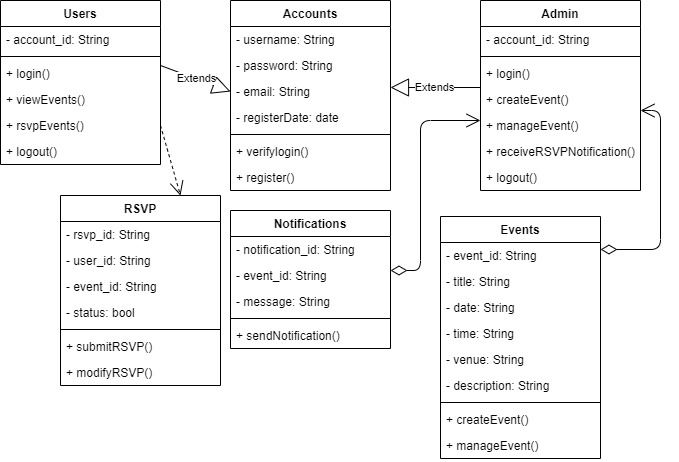 Users
- account_id: String
+ login()
+ viewEvents()
+ rsvpEvents()
+ logout()
Extends
Accounts
- username: String
- password: String
- email: String
- registerDate: date
+ verifylogin()
+ register()
Extends
Admin
- account_id: String
+ login()
+ createEvent()
+ manageEvent()
+ receiveRSVPNotification()
+ logout()
RSVP
- rsvp_id: String
- user_id: String
- event_id: String
- status: bool
+ submitRSVP()
+ modifyRSVP()
Notifications
- notification_id: String
- event_id: String
- message: String
+ sendNotification()
Events
- event_id: String
- title: String
- date: String
- time: String
- venue: String
- description: String
+ createEvent()
+ manageEvent()